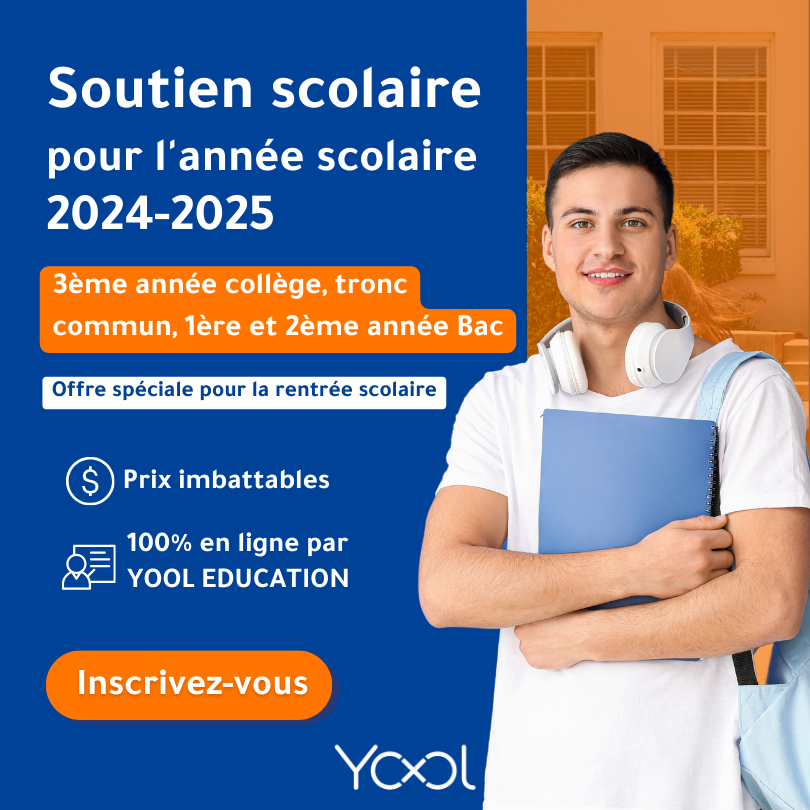 Soutien scolaire
pour l'année scolaire
2024-2025
3ème année collège, tronc
commun, 1ère et 2ème année Bac
Offre spéciale pour la rentrée scolaire
$ Prix imbattables
100% en ligne par
YOOL EDUCATION
Inscrivez-vous
Yool